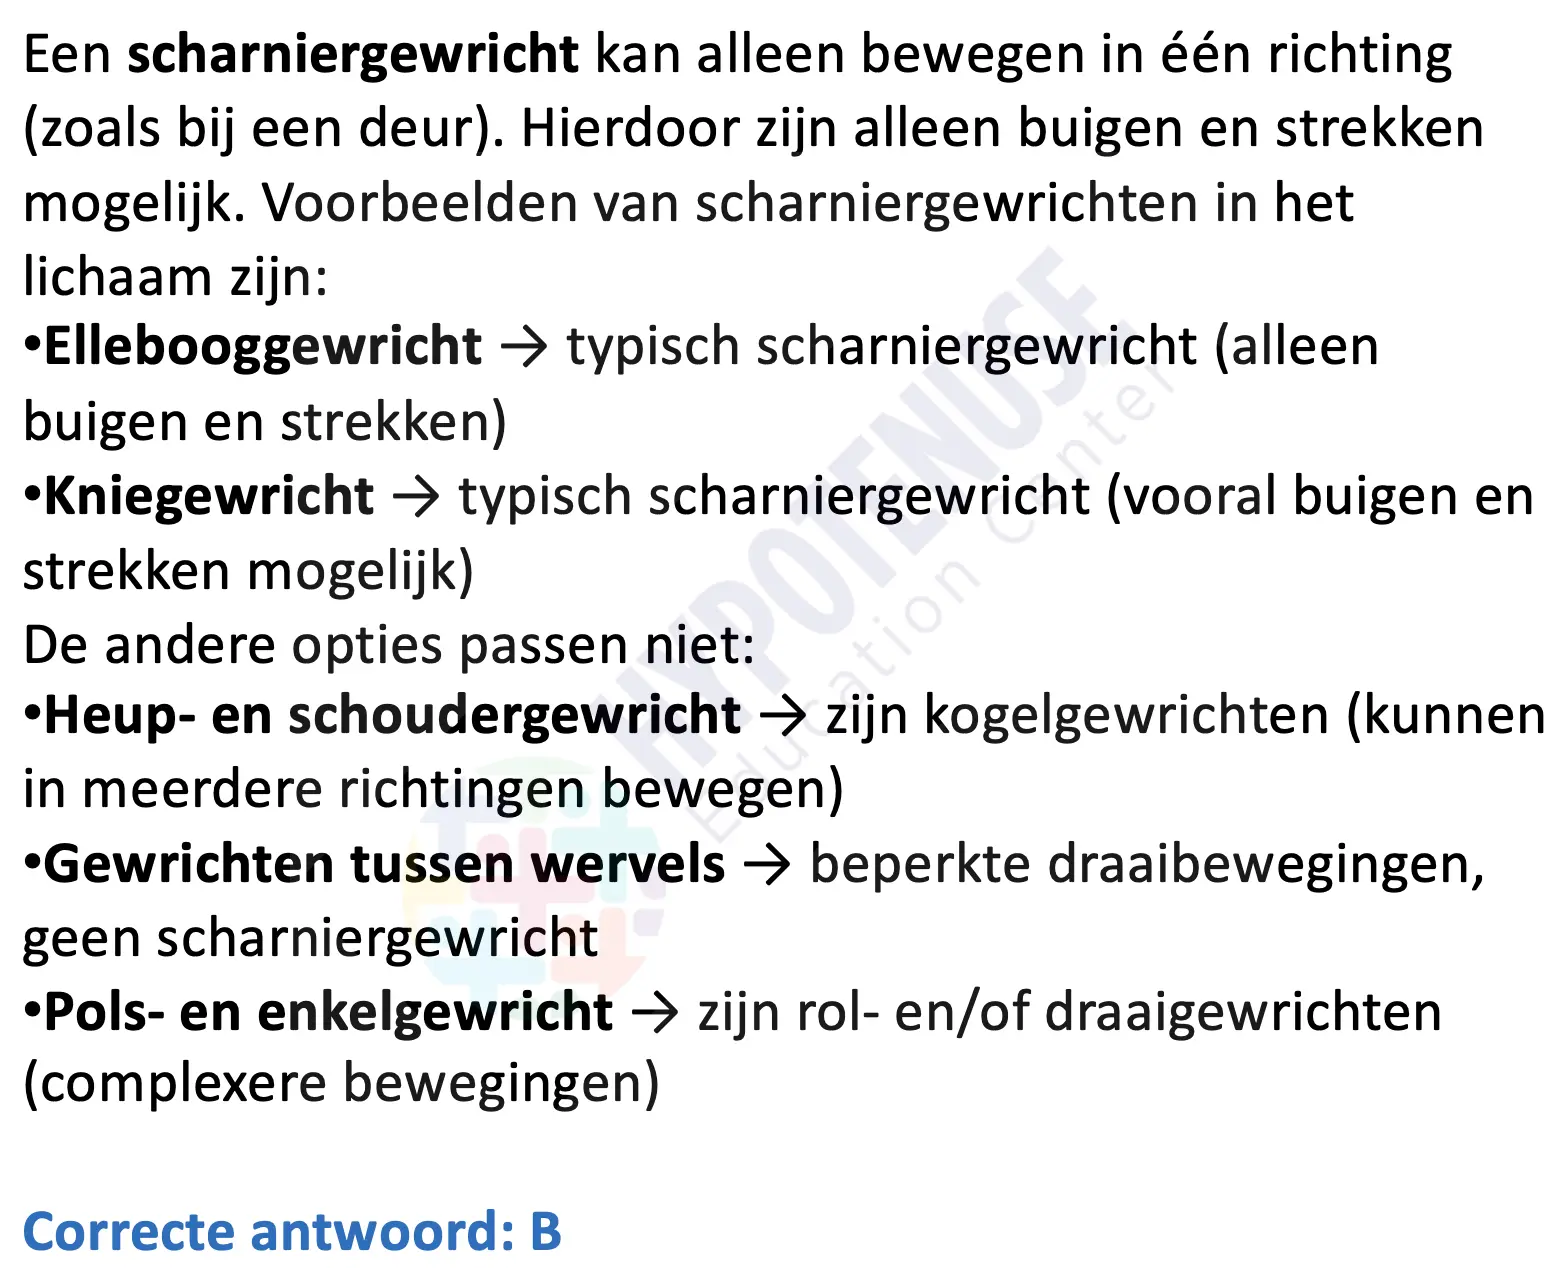 Een scharniergewricht kan alleen bewegen in één richting
(zoals bij een deur). Hierdoor zijn alleen buigen en strekken
mogelijk. Voorbeelden van scharniergewrichten in het
lichaam zijn:
•Ellebooggewricht → typisch scharniergewricht (alleen
buigen en strekken)
•Kniegewricht → typisch scharniergewricht (vooral buigen en
strekken mogelijk)
De andere opties passen niet:
•Heup- en schoudergewricht → zijn kogelgewrichten (kunnen
in meerdere richtingen bewegen)
•Gewrichten tussen wervels → beperkte draaibewegingen,
geen scharniergewricht
•Pols- en enkelgewricht → zijn rol- en/of draaigewrichten
(complexere bewegingen)
Correcte antwoord: B
HYPOTENUSE
Education Center